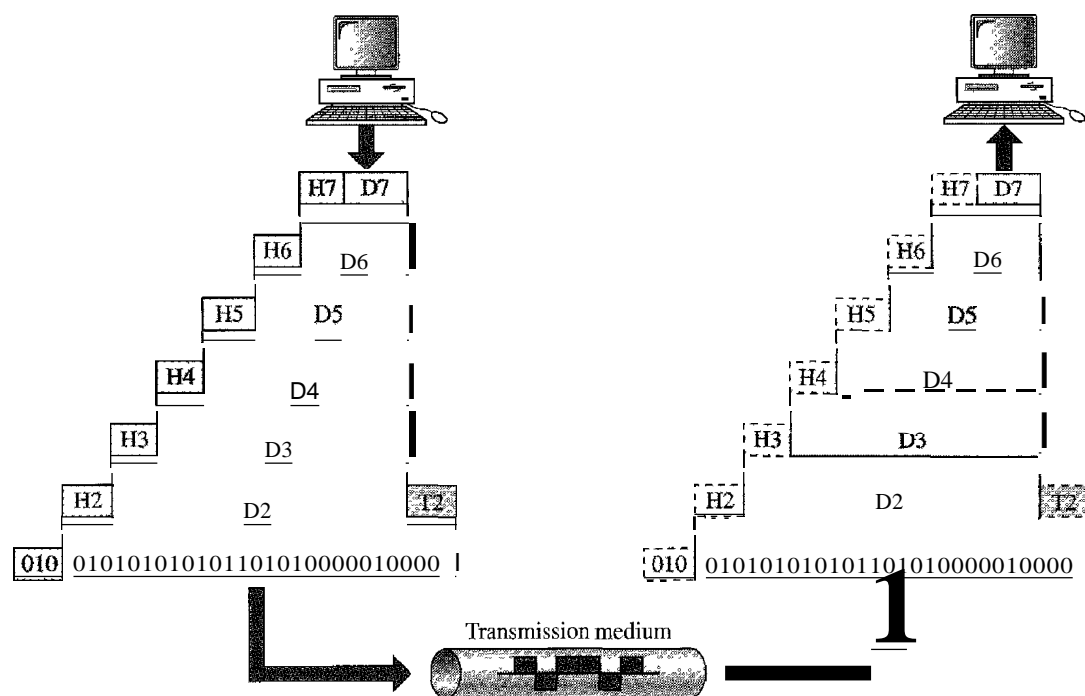 H7 D7
H6 D6
H5 D5
H4 D4
H3 D3
H2 D2 T2
010 010101010101101010000010000
Transmission medium
H7 D7
H6 D6
H5 D5
H4 D4
H3 D3
H2 D2 T2
010 010101010101101010000010000
1